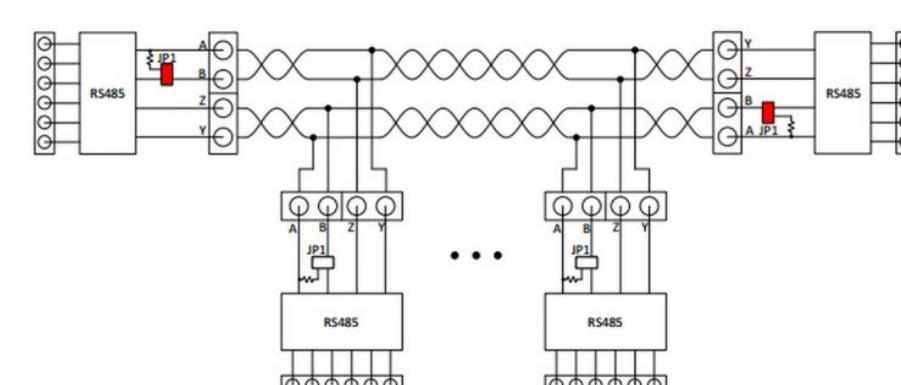 A Y
JP1
B Z
RS485 RS485
Z B
Y A JP1
A B Z Y A B Z Y
JP1 JP1
RS485 RS485